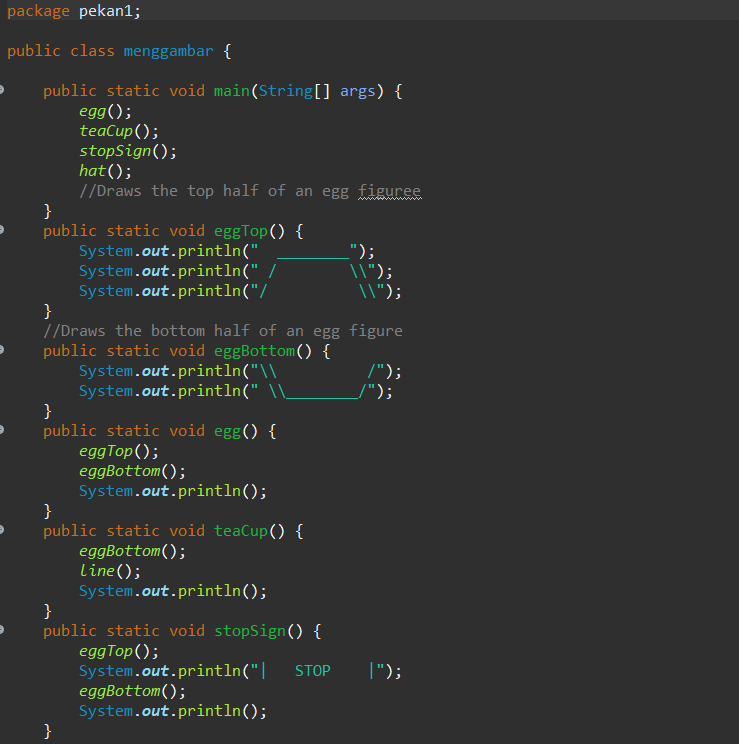 package pekan1;

public class menggambar {

    public static void main(String[] args) {
        egg();
        teaCup();
        stopSign();
        hat();
        //Draws the top half of an egg figuree
    }
    public static void eggTop() {
        System.out.println("  ________");
        System.out.println(" /        \\");
        System.out.println("/          \\");
    }
    //Draws the bottom half of an egg figure
    public static void eggBottom() {
        System.out.println("\\          /");
        System.out.println(" \\________/");
    }
    public static void egg() {
        eggTop();
        eggBottom();
        System.out.println();
    }
    public static void teaCup() {
        eggBottom();
        line();
        System.out.println();
    }
    public static void stopSign() {
        eggTop();
        System.out.println("|   STOP    |");
        eggBottom();
        System.out.println();
    }